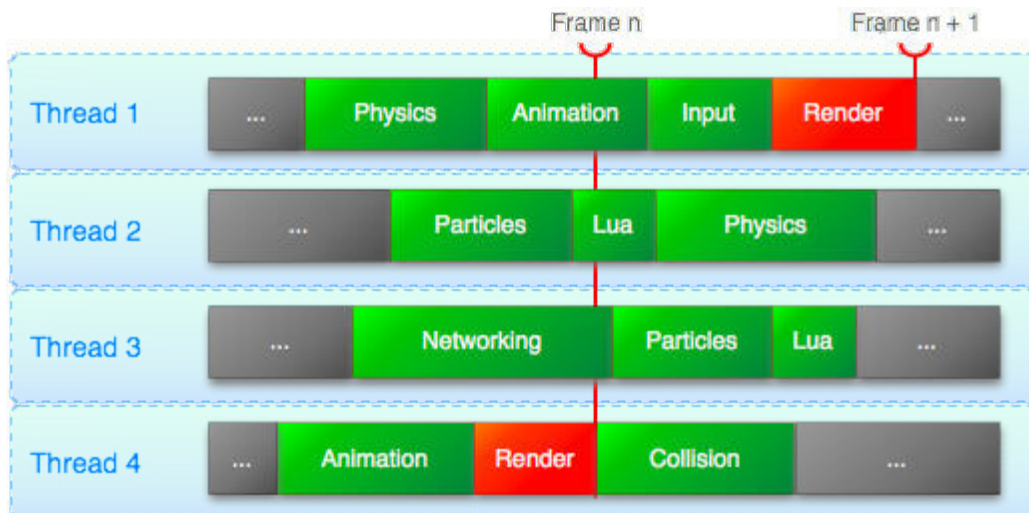 Frame n Frame n + 1
Thread 1 ... Physics Animation Input Render ...
Thread 2 ... Particles Lua Physics ...
Thread 3 ... Networking Particles Lua ...
Thread 4 ... Animation Render Collision ...